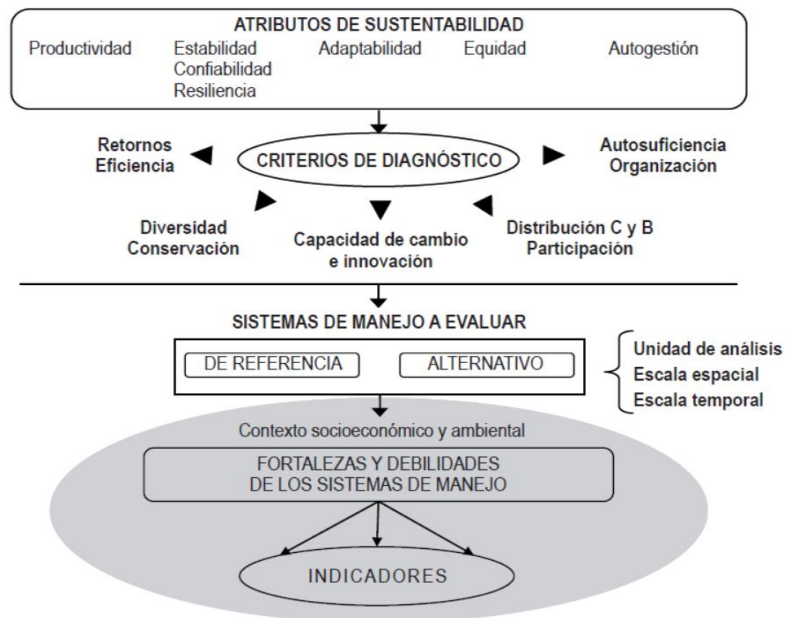 ATRIBUTOS DE SUSTENTABILIDAD
Productividad Estabilidad Adaptabilidad Equidad Autogestión
Confiabilidad
Resiliencia
Retornos
Eficiencia
CRITERIOS DE DIAGNÓSTICO
Autosuficiencia
Organización
Diversidad
Conservación
Capacidad de cambio
e innovación
Distribución C y B
Participación
SISTEMAS DE MANEJO A EVALUAR
DE REFERENCIA
ALTERNATIVO
Unidad de análisis
Escala espacial
Escala temporal
Contexto socioeconómico y ambiental
FORTALEZAS Y DEBILIDADES
DE LOS SISTEMAS DE MANEJO
INDICADORES